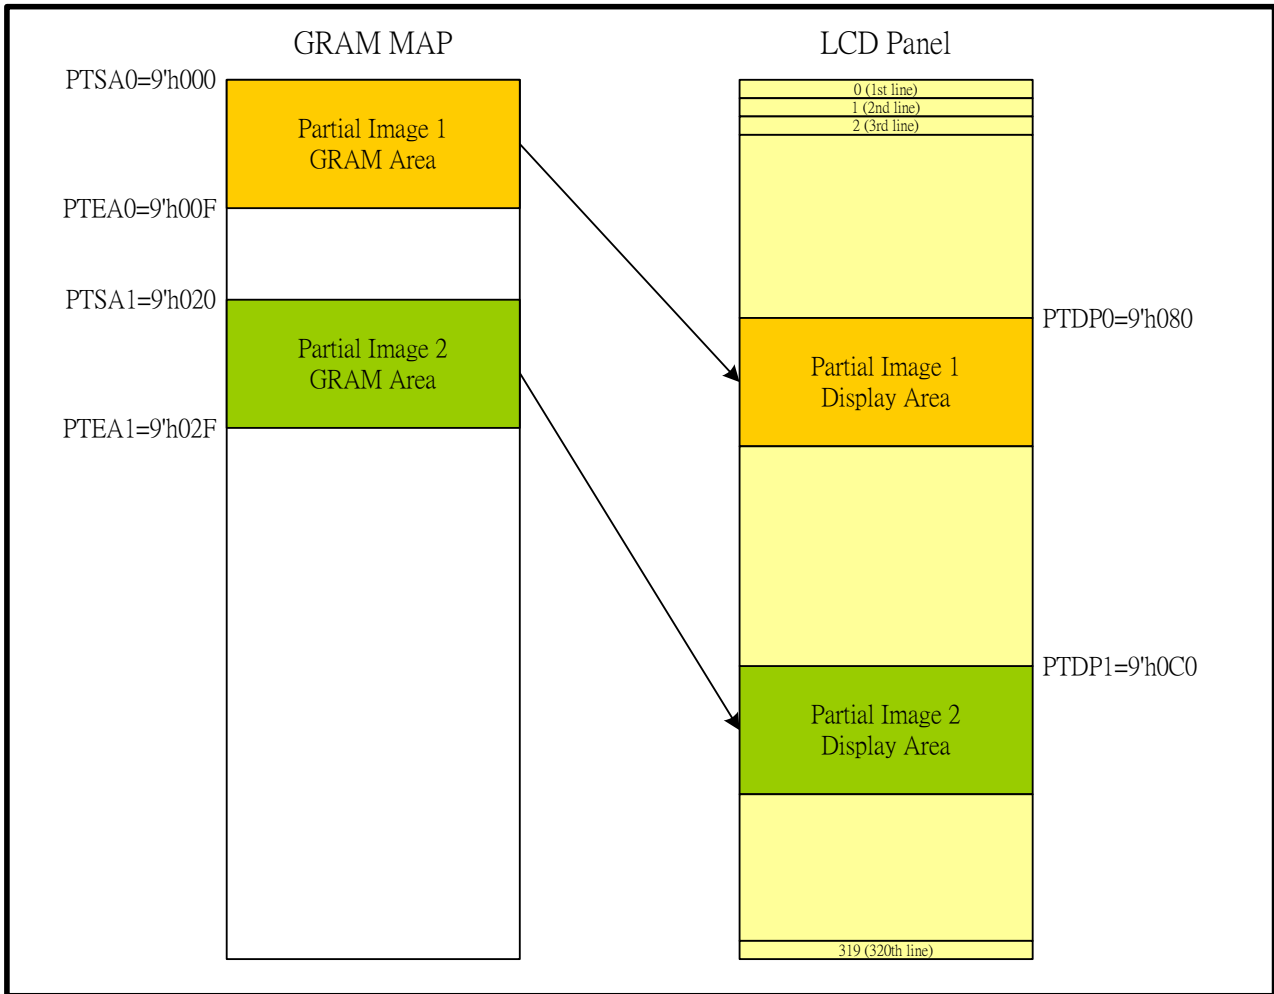 GRAM MAP
PTSA0=9'h000
Partial Image 1
GRAM Area
PTEA0=9'h00F
PTSA1=9'h020
Partial Image 2
GRAM Area
PTEA1=9'h02F
LCD Panel
0 (1st line)
1 (2nd line)
2 (3rd line)
PTDP0=9'h080
Partial Image 1
Display Area
PTDP1=9'h0C0
Partial Image 2
Display Area
319 (320th line)